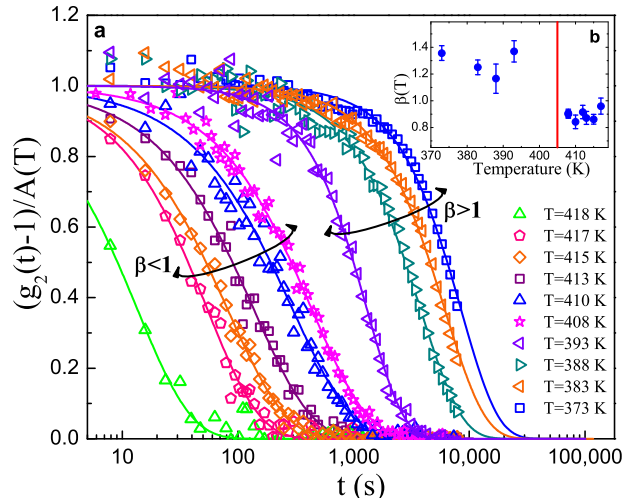 a
b
1.4
1.2
1.0
0.8
β(T)
370
380
390
400
410
Temperature (K)
1.0
0.8
0.6
0.4
0.2
0.0
(g₂(t)-1)/A(T)
β<1
β>1
T=418 K
T=417 K
T=415 K
T=413 K
T=410 K
T=408 K
T=393 K
T=388 K
T=383 K
T=373 K
10
100
1,000
10,000
100,000
t (s)